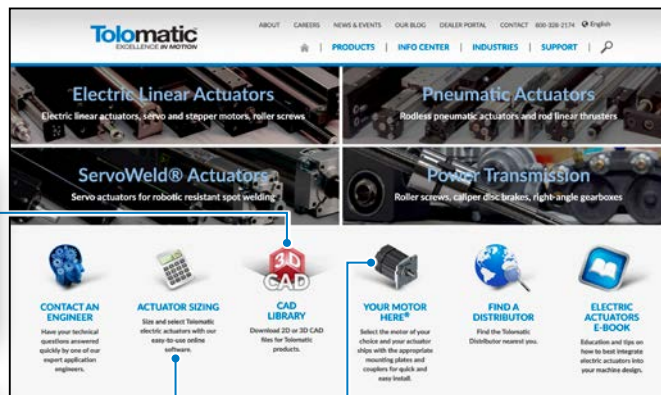 Tolomatic
EXCELLENCE IN MOTION
ABOUT CAREERS NEWS & EVENTS OUR BLOG DEALER PORTAL CONTACT 800-328-2174 English
PRODUCTS | INFO CENTER | INDUSTRIES | SUPPORT |
Electric Linear Actuators
Electric linear actuators, servo and stepper motors, roller screws
Pneumatic Actuators
Rodless pneumatic actuators and rod linear thrusters
ServoWeld® Actuators
Servo actuators for robotic resistant spot welding
Power Transmission
Roller screws, caliper disc brakes, right-angle gearboxes
CONTACT AN
ENGINEER
Have your technical
questions answered
quickly by one of our
expert application
engineers.
ACTUATOR SIZING
Size and select Tolomatic
electric actuators with our
easy-to-use online
software.
3D
CAD
CAD
LIBRARY
Download 2D or 3D CAD
files for Tolomatic
products.
YOUR MOTOR
HERE®
Select the motor of your
choice and your actuator
ships with the appropriate
mounting plates and
couplers for quick and
easy install.
FIND A
DISTRIBUTOR
Find the Tolomatic
Distributor nearest you.
ELECTRIC
ACTUATORS
E-BOOK
Education and tips on
how to best integrate
electric actuators into
your machine design.